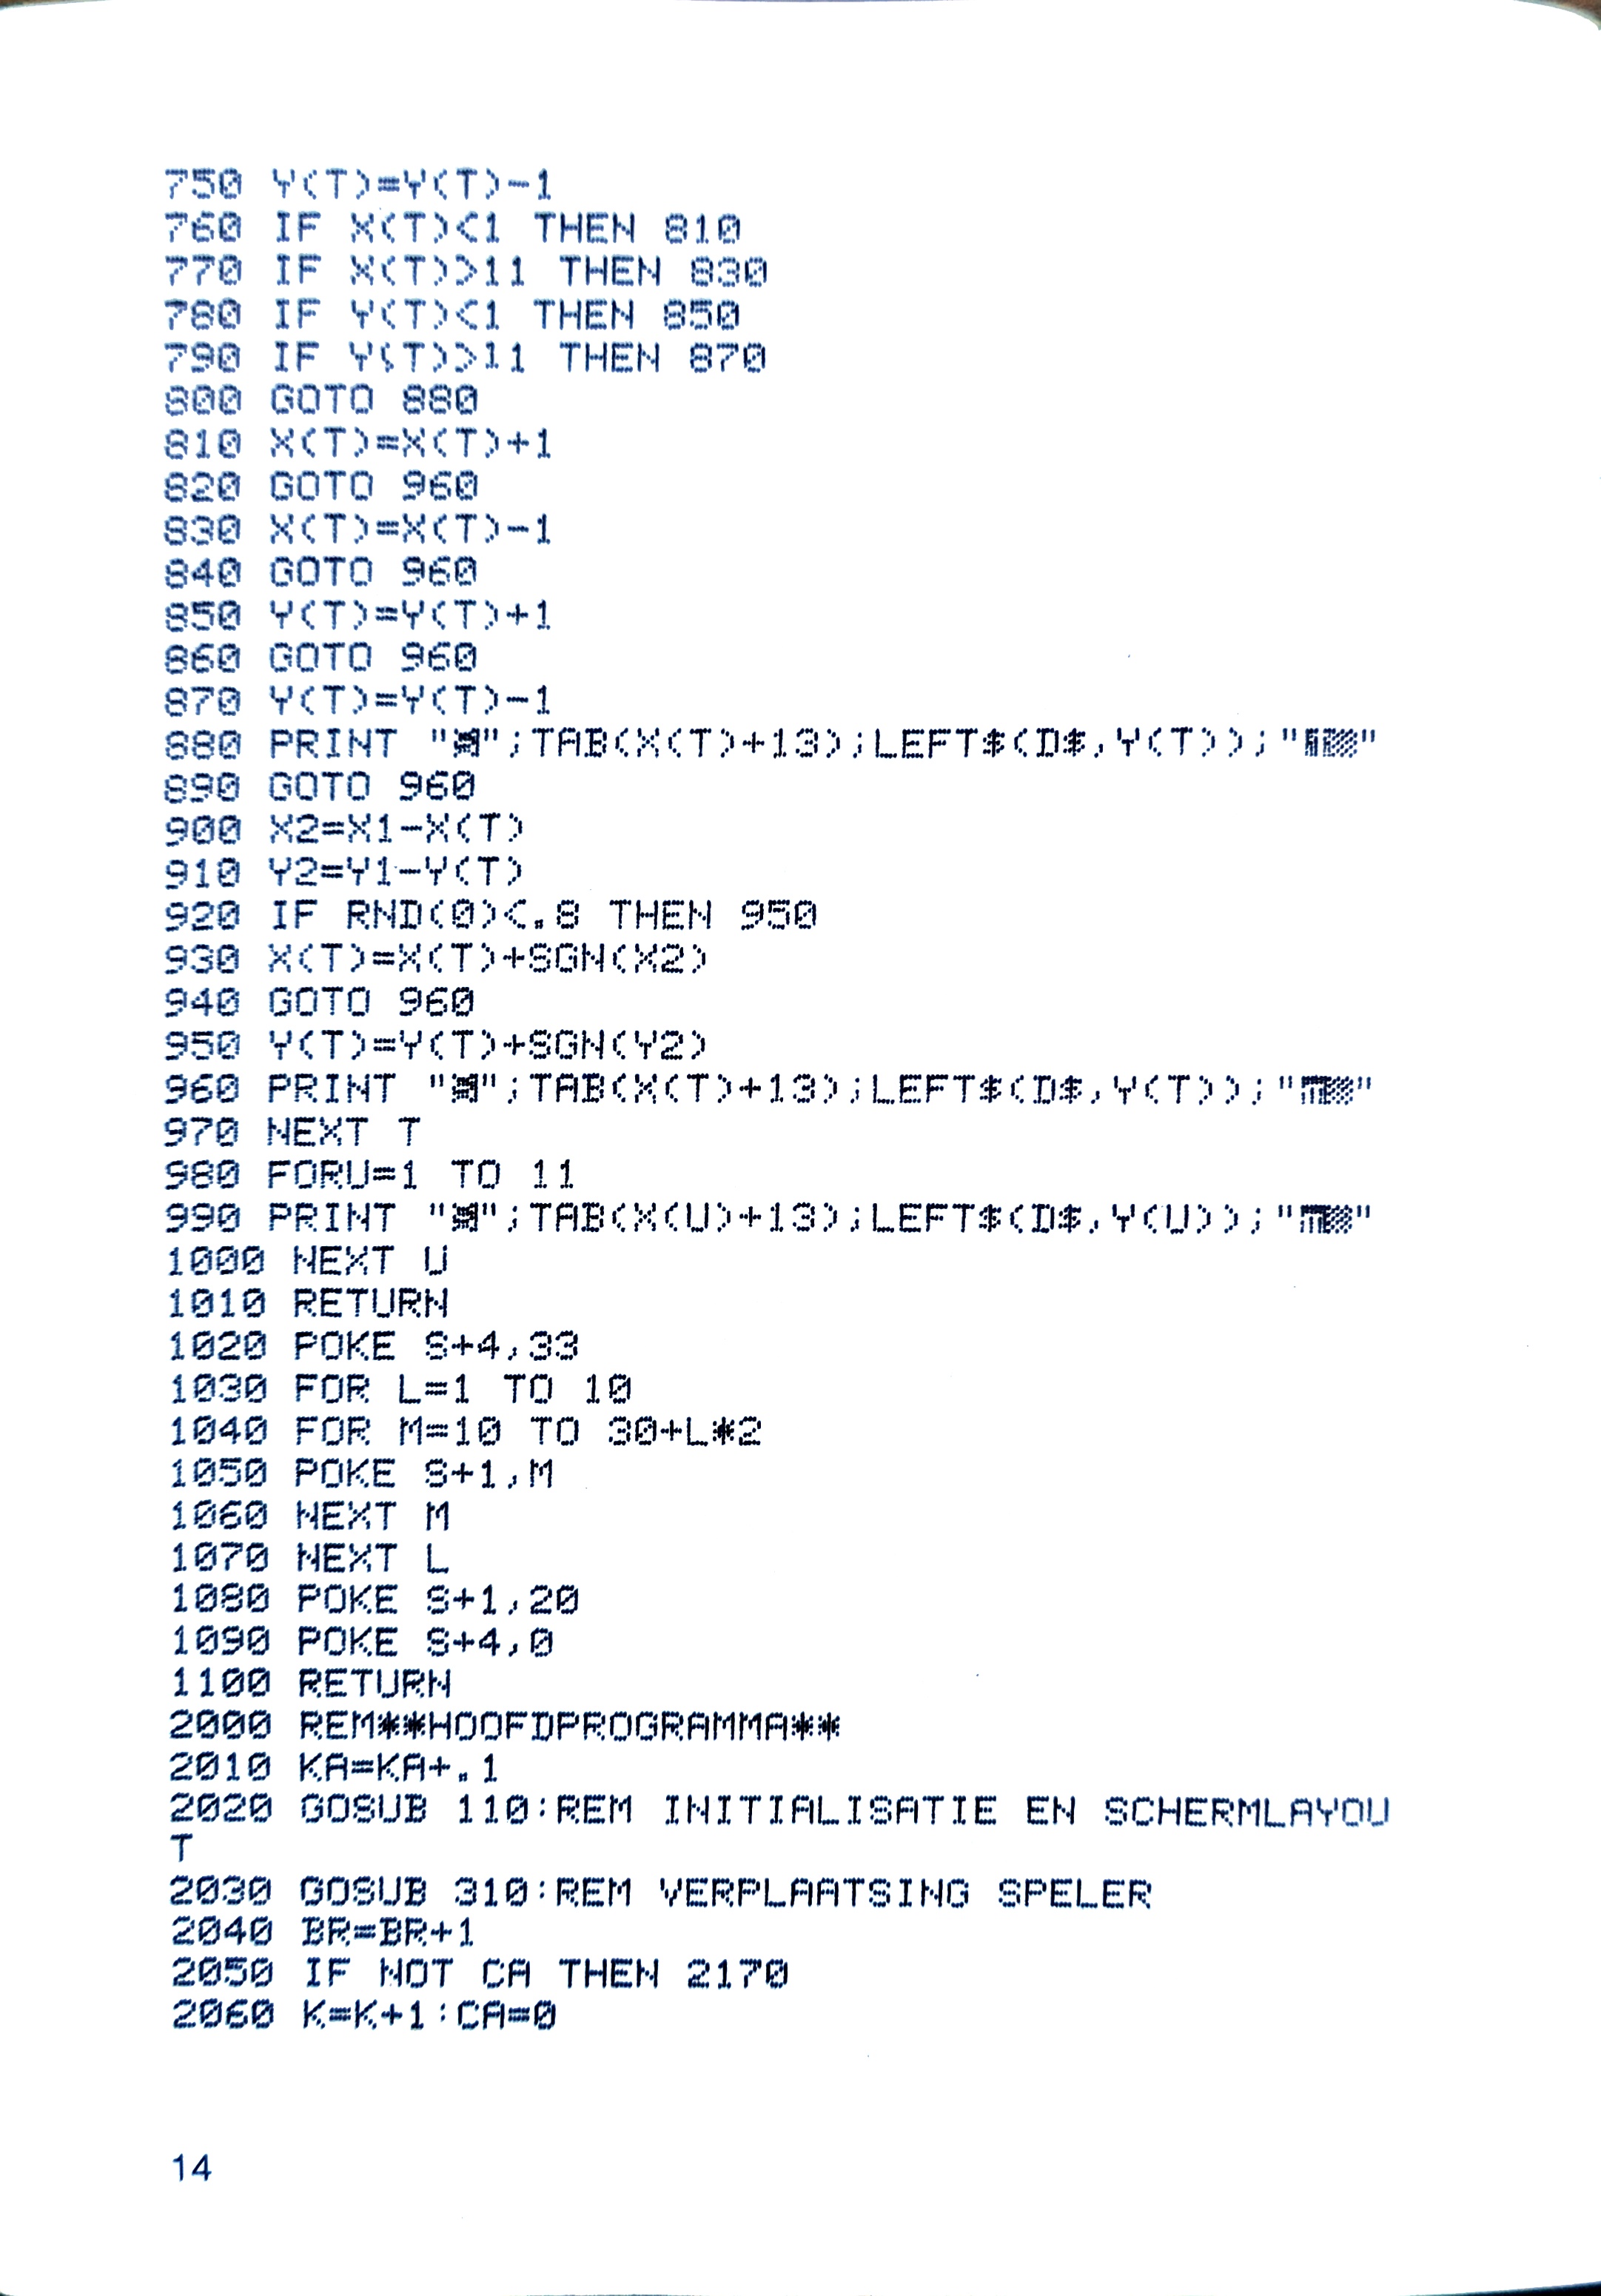 750 Y(T)=Y(T)-1
760 IF X(T)<1 THEN 810
770 IF X(T)>11 THEN 830
780 IF Y(T)<1 THEN 850
790 IF Y(T)>11 THEN 870
800 GOTO 880
810 X(T)=X(T)+1
820 GOTO 960
830 X(T)=X(T)-1
840 GOTO 960
850 Y(T)=Y(T)+1
860 GOTO 960
870 Y(T)=Y(T)-1
880 PRINT "";TAB(X(T)+13);LEFT$(D$,Y(T));"▒"
890 GOTO 960
900 X2=X1-X(T)
910 Y2=Y1-Y(T)
920 IF RND(0)<.8 THEN 950
930 X(T)=X(T)+SGN(X2)
940 GOTO 960
950 Y(T)=Y(T)+SGN(Y2)
960 PRINT "";TAB(X(T)+13);LEFT$(D$,Y(T));"▒"
970 NEXT T
980 FORU=1 TO 11
990 PRINT "";TAB(X(U)+13);LEFT$(D$,Y(U));"▒"
1000 NEXT U
1010 RETURN
1020 POKE S+4,33
1030 FOR L=1 TO 10
1040 FOR M=10 TO 30+L*2
1050 POKE S+1,M
1060 NEXT M
1070 NEXT L
1080 POKE S+1,20
1090 POKE S+4,0
1100 RETURN
2000 REM**HOOFDPROGRAMMA**
2010 KA=KA+.1
2020 GOSUB 110:REM INITIALISATIE EN SCHERMLAYOU
T
2030 GOSUB 310:REM VERPLAATSING SPELER
2040 BR=BR+1
2050 IF NOT CA THEN 2170
2060 K=K+1:CA=0
14